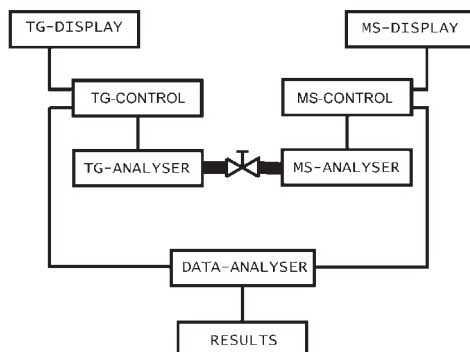 TG-DISPLAY
MS-DISPLAY
TG-CONTROL
MS-CONTROL
TG-ANALYSER
MS-ANALYSER
DATA-ANALYSER
RESULTS